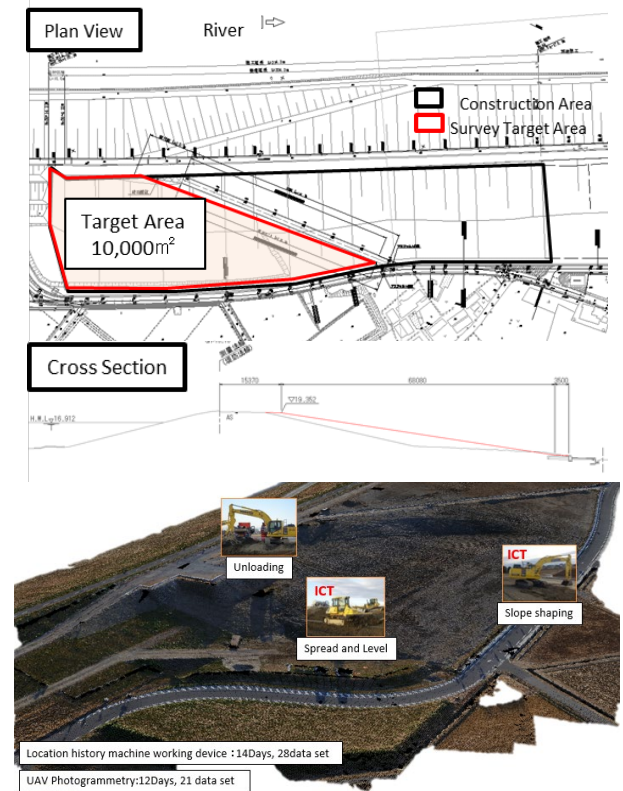 Plan View
River
Construction Area
Survey Target Area
Target Area
10,000㎡
Cross Section
15370
68080
3500
▽19.352
H.W.L=16.912
AS
Unloading
ICT
Spread and Level
ICT
Slope shaping
Location history machine working device：14Days, 28data set
UAV Photogrammetry:12Days, 21 data set